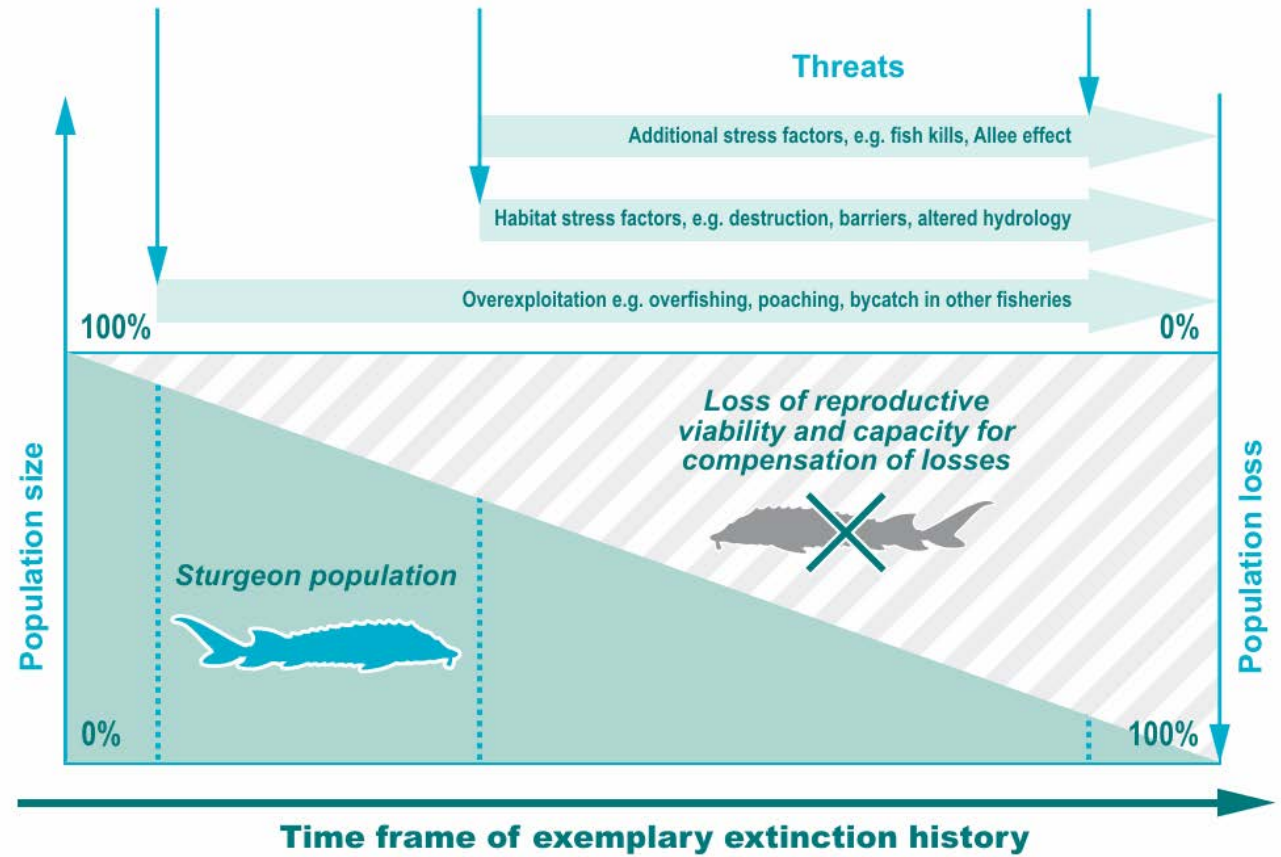 Threats
Additional stress factors, e.g. fish kills, Allee effect
Habitat stress factors, e.g. destruction, barriers, altered hydrology
Overexploitation e.g. overfishing, poaching, bycatch in other fisheries
100%
0%
Population size
Loss of reproductive
viability and capacity for
compensation of losses
Sturgeon population
Population loss
0%
100%
Time frame of exemplary extinction history